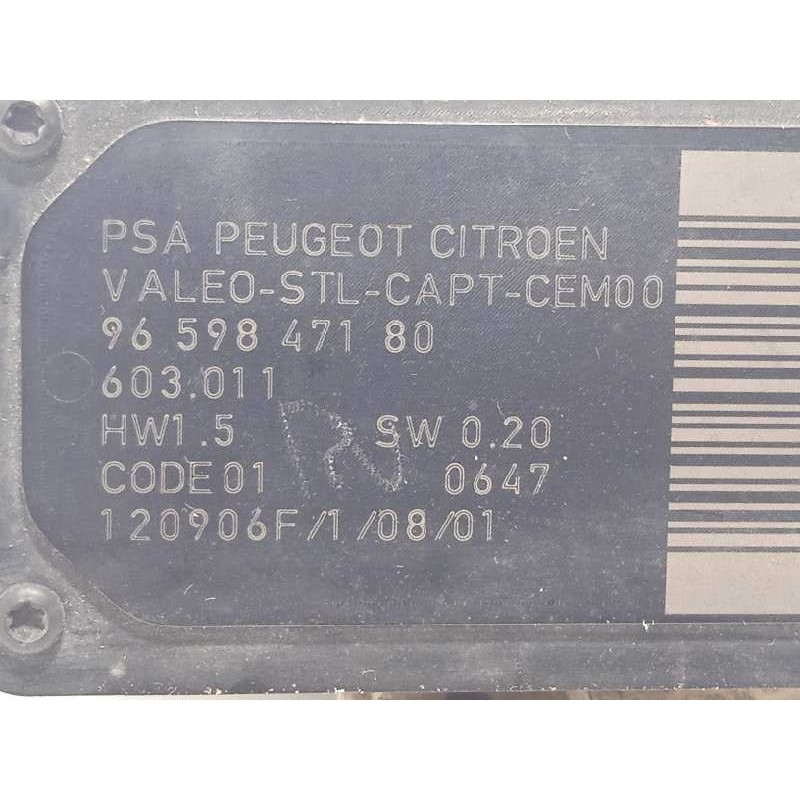 PSA PEUGEOT CITROEN
VALEO-STL-CAPT-CEM00
96 598 471 80
603.011
HW1.5 SW 0.20
CODE01 0647
120906F/1/08/01